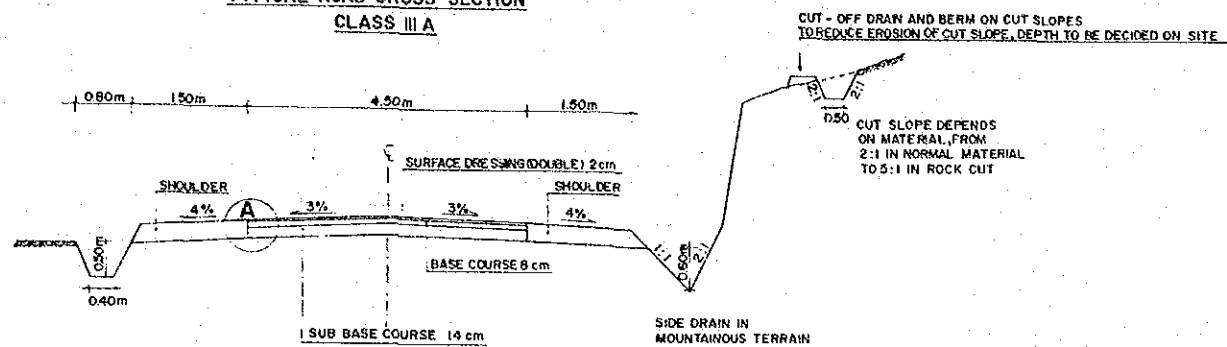 CLASS III A
CUT - OFF DRAIN AND BERM ON CUT SLOPES
TO REDUCE EROSION OF CUT SLOPE, DEPTH TO BE DECIDED ON SITE
0.80m
1.50m
4.50m
1.50m
2:1
0.50
CUT SLOPE DEPENDS
ON MATERIAL, FROM
2:1 IN NORMAL MATERIAL
TO 5:1 IN ROCK CUT
SURFACE DRESSING (DOUBLE) 2cm
SHOULDER
SHOULDER
4%
A
3%
3%
4%
0.50m
0.40m
BASE COURSE 8 cm
SUB BASE COURSE 14 cm
1:1
0.60m
2:1
SIDE DRAIN IN
MOUNTAINOUS TERRAIN